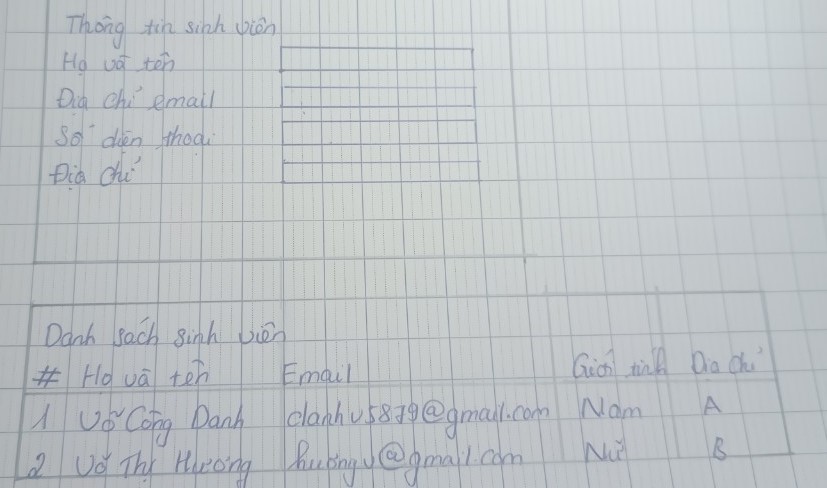 Thông tin sinh viên
Họ và tên
Địa chỉ email
Số điện thoại
Địa chỉ
Danh sách sinh viên
# Họ và tên Email Giới tính Địa chỉ
1 Võ Công Danh danhv5879@gmail.com Nam A
2 Võ Thị Hương huongv@gmail.com Nữ B